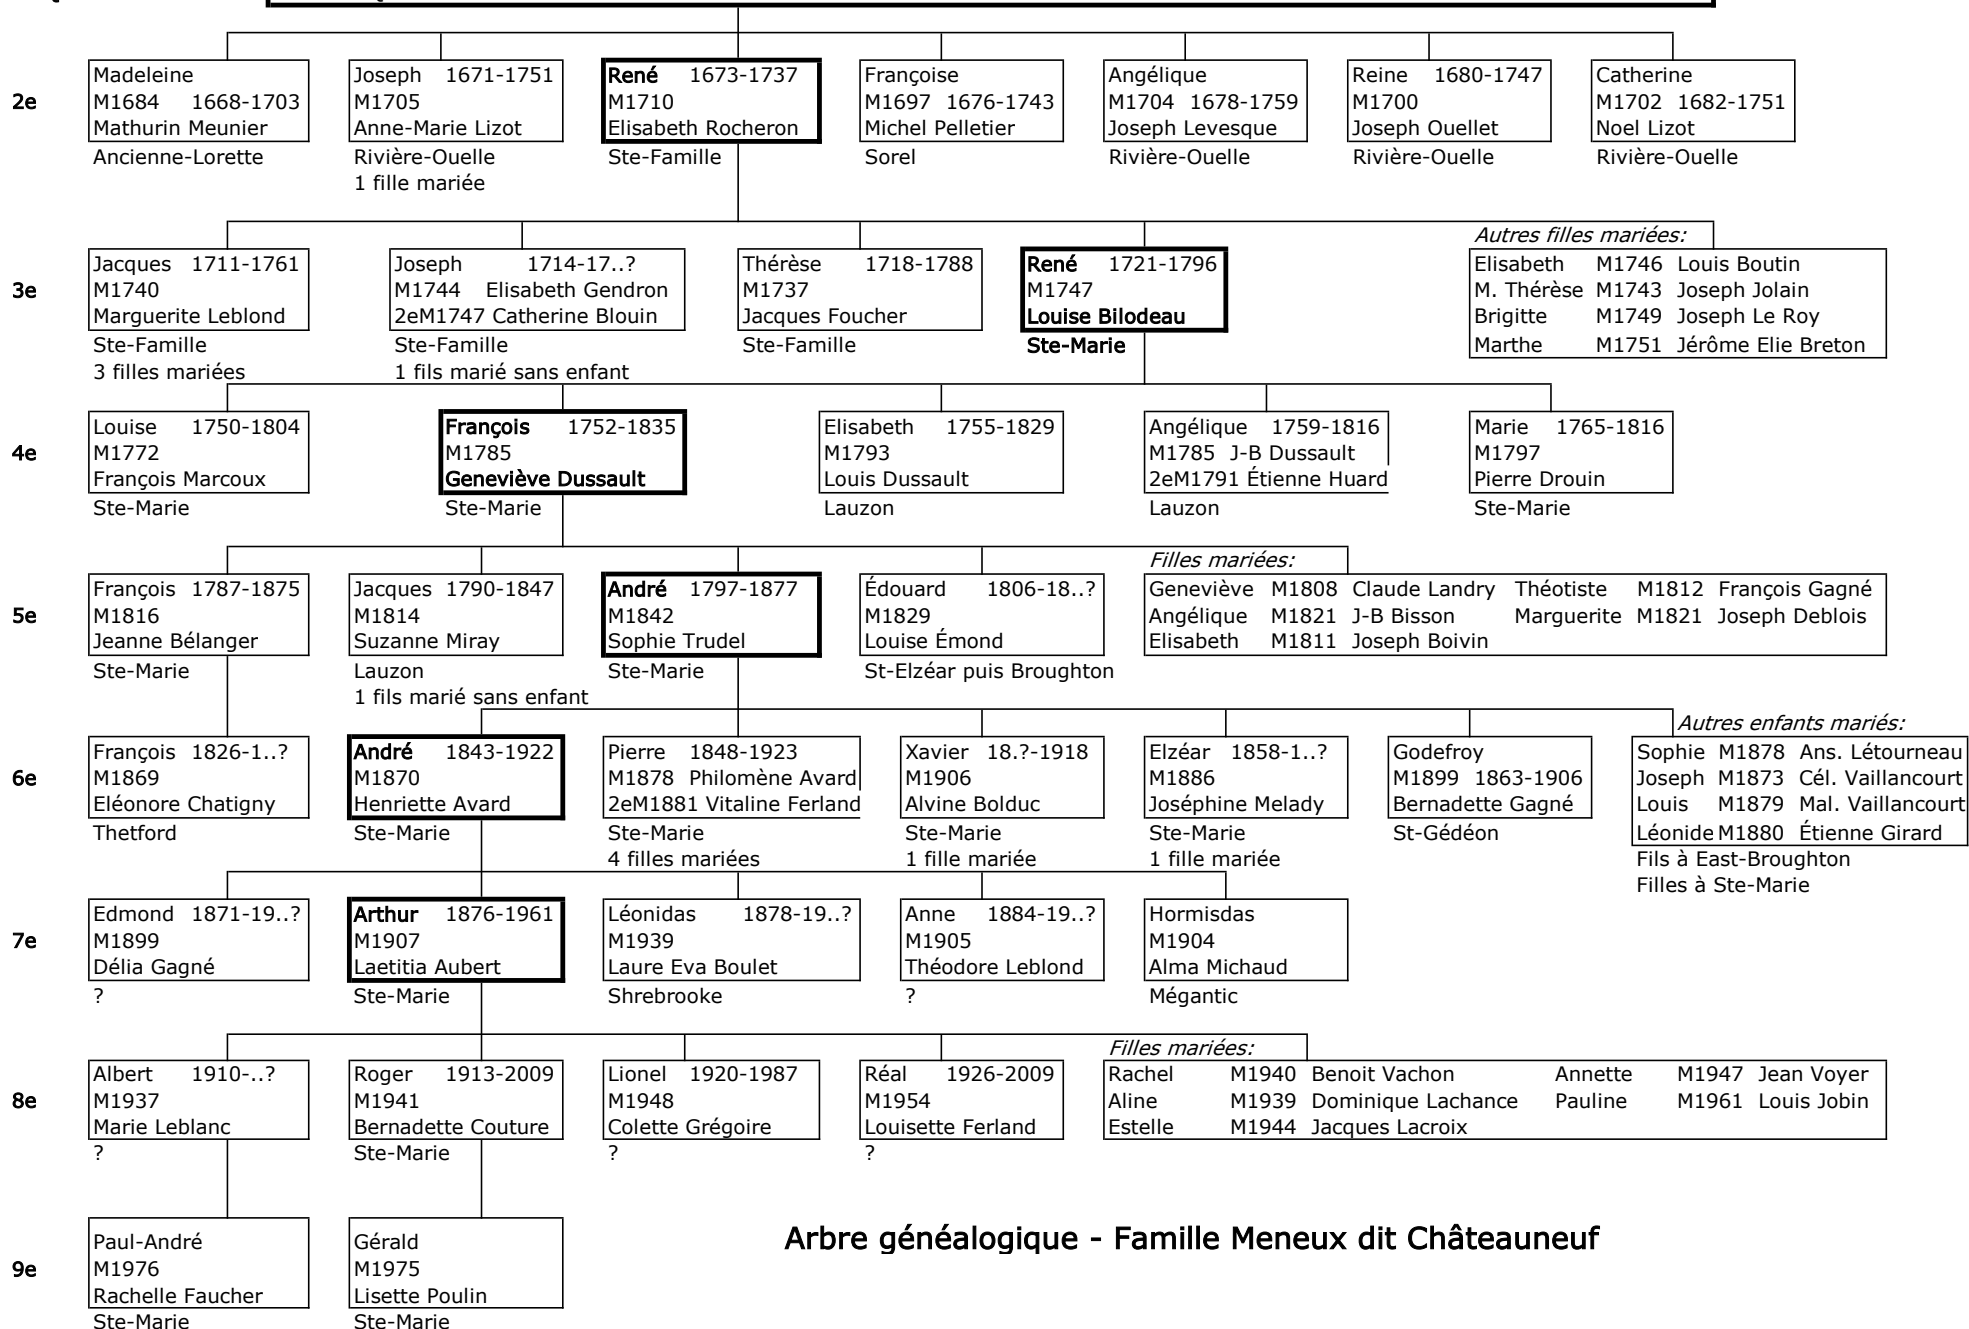 2e
Madeleine
M1684 1668-1703
Mathurin Meunier
Ancienne-Lorette
Joseph 1671-1751
M1705
Anne-Marie Lizot
Rivière-Ouelle
1 fille mariée
René 1673-1737
M1710
Elisabeth Rocheron
Ste-Famille
Françoise
M1697 1676-1743
Michel Pelletier
Sorel
Angélique
M1704 1678-1759
Joseph Levesque
Rivière-Ouelle
Reine 1680-1747
M1700
Joseph Ouellet
Rivière-Ouelle
Catherine
M1702 1682-1751
Noel Lizot
Rivière-Ouelle
3e
Jacques 1711-1761
M1740
Marguerite Leblond
Ste-Famille
3 filles mariées
Joseph 1714-17..?
M1744 Elisabeth Gendron
2eM1747 Catherine Blouin
Ste-Famille
1 fils marié sans enfant
Thérèse 1718-1788
M1737
Jacques Foucher
Ste-Famille
René 1721-1796
M1747
Louise Bilodeau
Ste-Marie
Autres filles mariées:
Elisabeth M1746 Louis Boutin
M. Thérèse M1743 Joseph Jolain
Brigitte M1749 Joseph Le Roy
Marthe M1751 Jérôme Elie Breton
4e
Louise 1750-1804
M1772
François Marcoux
Ste-Marie
François 1752-1835
M1785
Geneviève Dussault
Ste-Marie
Elisabeth 1755-1829
M1793
Louis Dussault
Lauzon
Angélique 1759-1816
M1785 J-B Dussault
2eM1791 Étienne Huard
Lauzon
Marie 1765-1816
M1797
Pierre Drouin
Ste-Marie
5e
François 1787-1875
M1816
Jeanne Bélanger
Ste-Marie
Jacques 1790-1847
M1814
Suzanne Miray
Lauzon
1 fils marié sans enfant
André 1797-1877
M1842
Sophie Trudel
Ste-Marie
Édouard 1806-18..?
M1829
Louise Émond
St-Elzéar puis Broughton
Filles mariées:
Geneviève M1808 Claude Landry Théotiste M1812 François Gagné
Angélique M1821 J-B Bisson Marguerite M1821 Joseph Deblois
Elisabeth M1811 Joseph Boivin
6e
François 1826-1..?
M1869
Eléonore Chatigny
Thetford
André 1843-1922
M1870
Henriette Avard
Ste-Marie
Pierre 1848-1923
M1878 Philomène Avard
2eM1881 Vitaline Ferland
Ste-Marie
4 filles mariées
Xavier 18.?-1918
M1906
Alvine Bolduc
Ste-Marie
1 fille mariée
Elzéar 1858-1..?
M1886
Joséphine Melady
Ste-Marie
1 fille mariée
Godefroy
M1899 1863-1906
Bernadette Gagné
St-Gédéon
Autres enfants mariés:
Sophie M1878 Ans. Létourneau
Joseph M1873 Cél. Vaillancourt
Louis M1879 Mal. Vaillancourt
Léonide M1880 Étienne Girard
Fils à East-Broughton
Filles à Ste-Marie
7e
Edmond 1871-19..?
M1899
Délia Gagné
?
Arthur 1876-1961
M1907
Laetitia Aubert
Ste-Marie
Léonidas 1878-19..?
M1939
Laure Eva Boulet
Shrebrooke
Anne 1884-19..?
M1905
Théodore Leblond
?
Hormisdas
M1904
Alma Michaud
Mégantic
8e
Albert 1910-..?
M1937
Marie Leblanc
?
Roger 1913-2009
M1941
Bernadette Couture
Ste-Marie
Lionel 1920-1987
M1948
Colette Grégoire
?
Réal 1926-2009
M1954
Louisette Ferland
?
Filles mariées:
Rachel M1940 Benoit Vachon Annette M1947 Jean Voyer
Aline M1939 Dominique Lachance Pauline M1961 Louis Jobin
Estelle M1944 Jacques Lacroix
9e
Paul-André
M1976
Rachelle Faucher
Ste-Marie
Gérald
M1975
Lisette Poulin
Ste-Marie
Arbre généalogique - Famille Meneux dit Châteauneuf